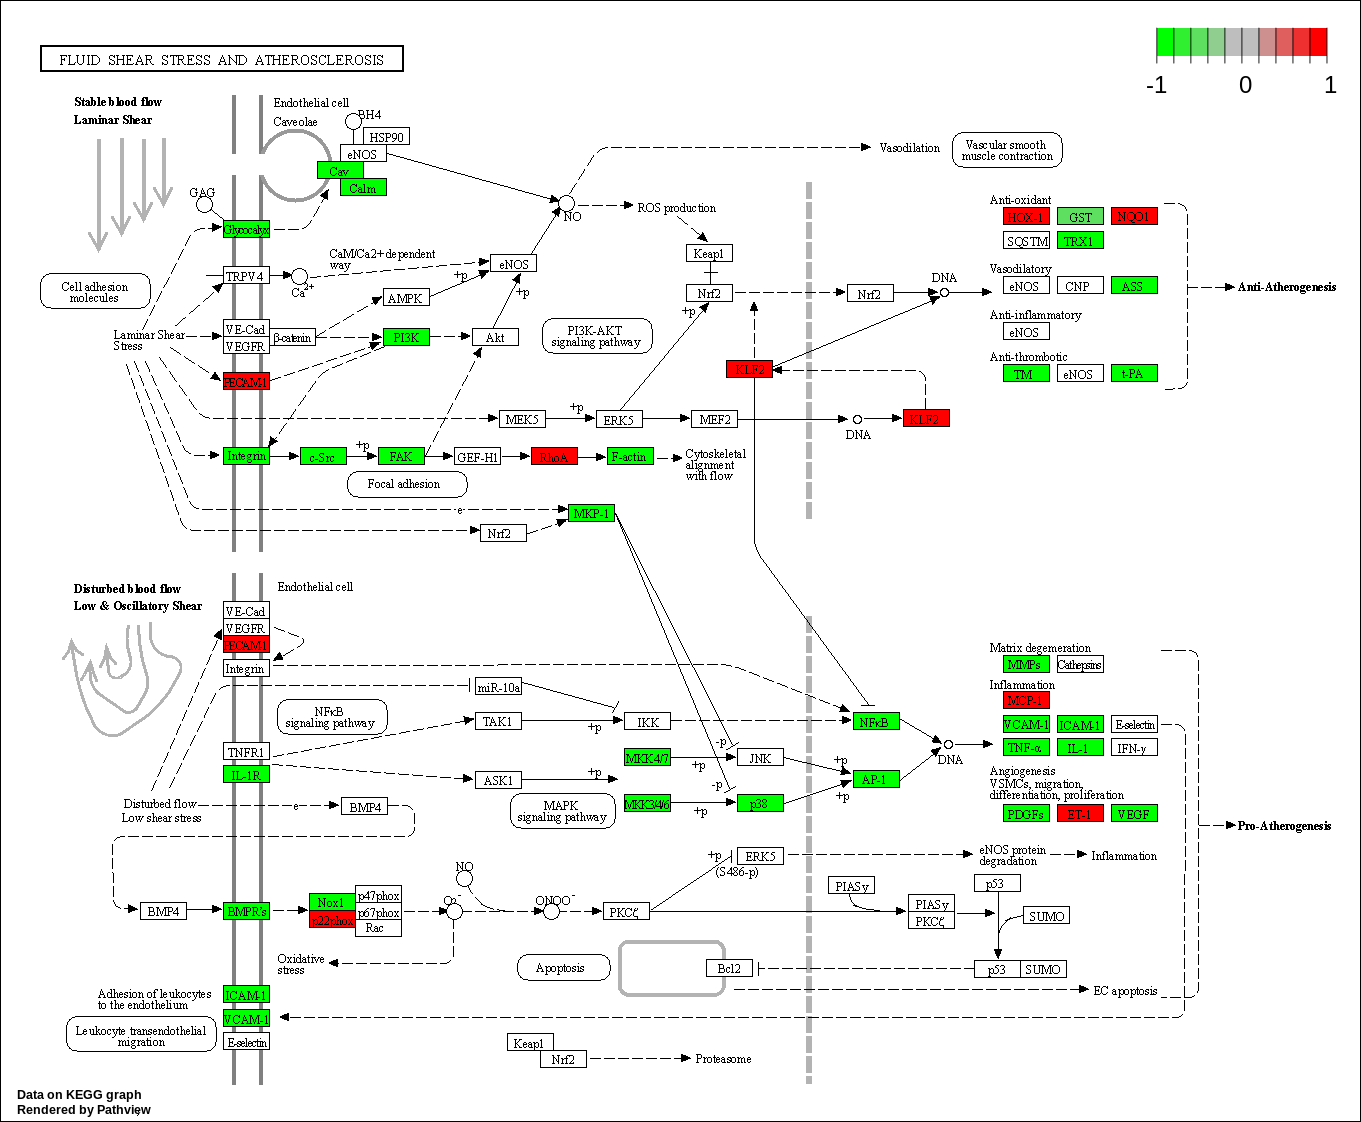 FLUID SHEAR STRESS AND ATHEROSCLEROSIS
-1 0 1
Stable blood flow
Laminar Shear
Endothelial cell
Caveolae
BH4
HSP90
eNOS
Cav
Calm
GAG
Glycocalyx
NO
Vasodilation
Vascular smooth
muscle contraction
ROS production
Keap1
Nrf2
+p
Nrf2
DNA
Cell adhesion
molecules
TRPV4
Ca2+
CaM/Ca2+ dependent
way
eNOS
+p
+p
AMPK
Laminar Shear
Stress
VE-Cad
VEGFR
β-catenin
PI3K
Akt
PI3K-AKT
signaling pathway
PECAM-1
KLF2
MEK5
+p
ERK5
MEF2
DNA
KLF2
Integrin
c-Src
+p
FAK
GEF-H1
RhoA
F-actin
Cytoskeletal
alignment
with flow
Focal adhesion
e
MKP-1
Nrf2
Anti-oxidant
HOX-1
GST
NQO1
SQSTM
TRX1
Vasodilatory
eNOS
CNP
ASS
Anti-inflammatory
eNOS
Anti-thrombotic
TM
eNOS
t-PA
Anti-Atherogenesis
Disturbed blood flow
Low & Oscillatory Shear
Endothelial cell
VE-Cad
VEGFR
PECAM-1
Integrin
miR-10a
NFκB
signaling pathway
TAK1
+p
IKK
NFκB
TNFR1
IL-1R
MKK4/7
+p
-p
JNK
+p
DNA
ASK1
+p
MAPK
signaling pathway
MKK3/4/6
+p
-p
p38
+p
AP-1
Disturbed flow
Low shear stress
e
BMP4
Matrix degeneration
MMPs
Cathepsins
Inflammation
MCP-1
VCAM-1
ICAM-1
E-selectin
TNF-α
IL-1
IFN-γ
Angiogenesis
VSMCs, migration,
differentiation, proliferation
PDGFs
ET-1
VEGF
Pro-Atherogenesis
+p
(S486-p)
ERK5
eNOS protein
degradation
Inflammation
BMP4
BMPR's
Nox1
p22phox
p47phox
p67phox
Rac
NO
O2-
ONOO-
PKCζ
PIASy
PIASy
PKCζ
p53
SUMO
Oxidative
stress
Apoptosis
Bcl2
p53
SUMO
EC apoptosis
Adhesion of leukocytes
to the endothelium
ICAM-1
VCAM-1
E-selectin
Leukocyte transendothelial
migration
Keap1
Nrf2
Proteasome
Data on KEGG graph
Rendered by Pathview